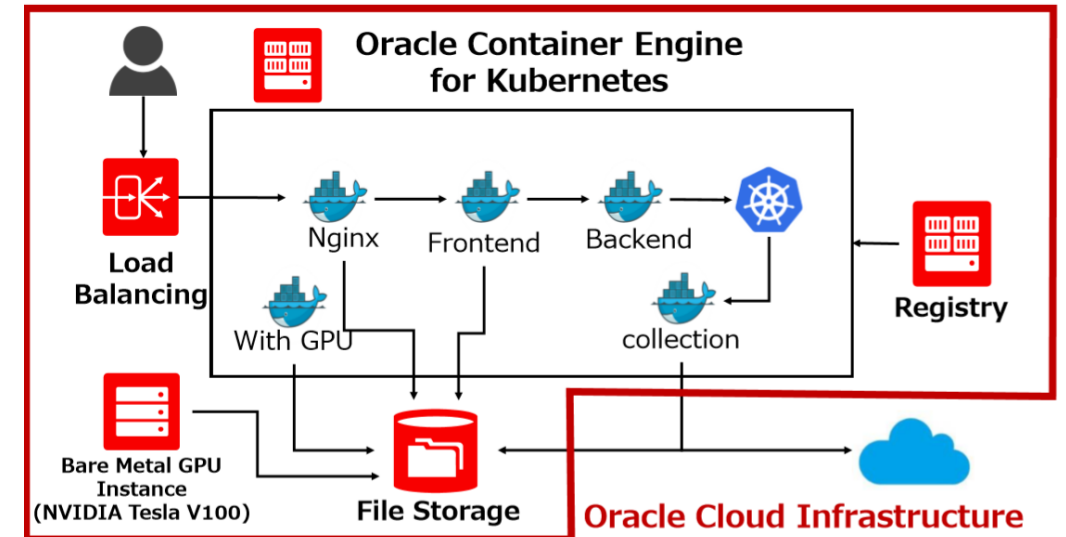 Oracle Container Engine
for Kubernetes
Nginx
Frontend
Backend
Load
Balancing
With GPU
collection
Registry
Bare Metal GPU
Instance
(NVIDIA Tesla V100)
File Storage
Oracle Cloud Infrastructure